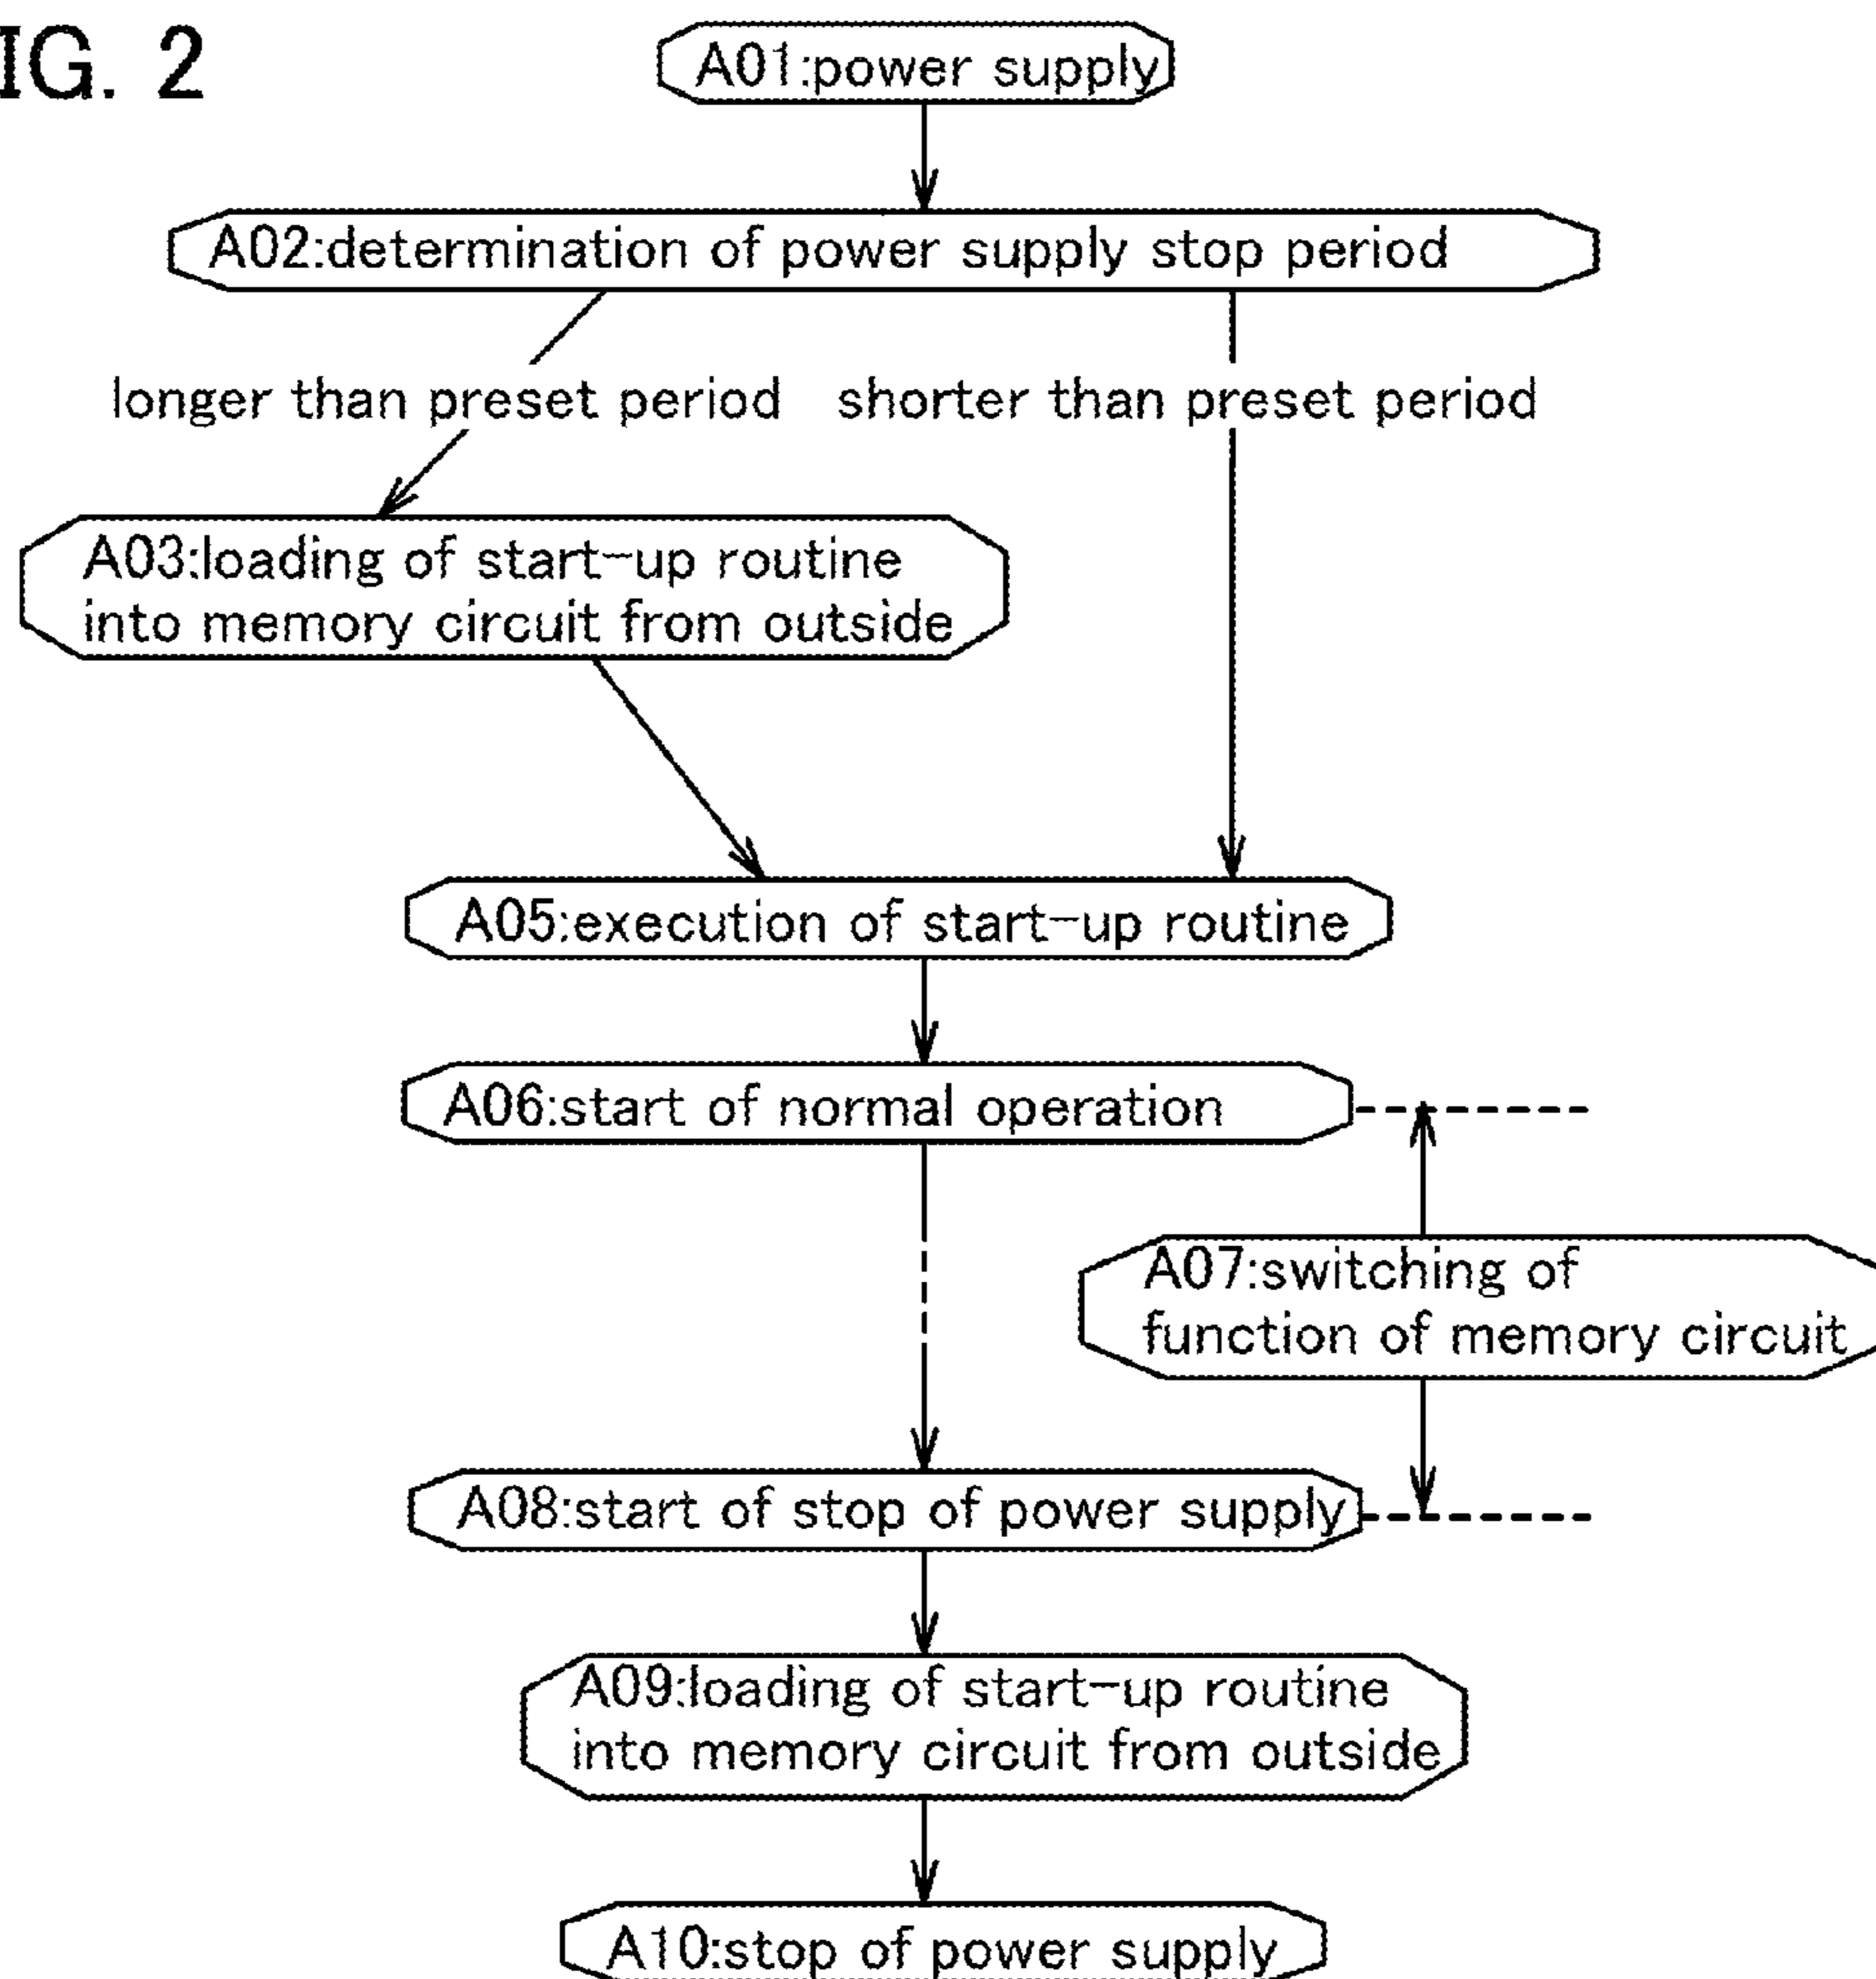 IG. 2
A01:power supply
A02:determination of power supply stop period
longer than preset period
shorter than preset period
A03:loading of start-up routine
into memory circuit from outside
A05:execution of start-up routine
A06:start of normal operation
A07:switching of
function of memory circuit
A08:start of stop of power supply
A09:loading of start-up routine
into memory circuit from outside
A10:stop of power supply